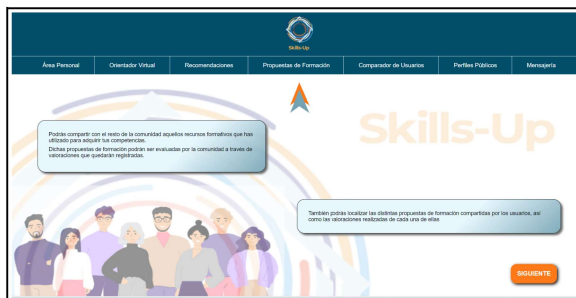 Skills-Up
Área Personal
Orientador Virtual
Recomendaciones
Propuestas de Formación
Comparador de Usuarios
Perfiles Públicos
Mensajería
Skills-Up
Podrás compartir con el resto de la comunidad aquellos recursos formativos que has
utilizado para adquirir tus competencias.
Dichas propuestas de formación podrán ser evaluadas por la comunidad a través de
valoraciones que quedarán registradas.
También podrás localizar las distintas propuestas de formación compartidas por los usuarios, así
como las valoraciones realizadas de cada una de ellas
SIGUIENTE